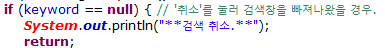 if (keyword == null) { // '취소'를 눌러 검색창을 빠져나왔을 경우.
System.out.println("**검색 취소.**");
return;